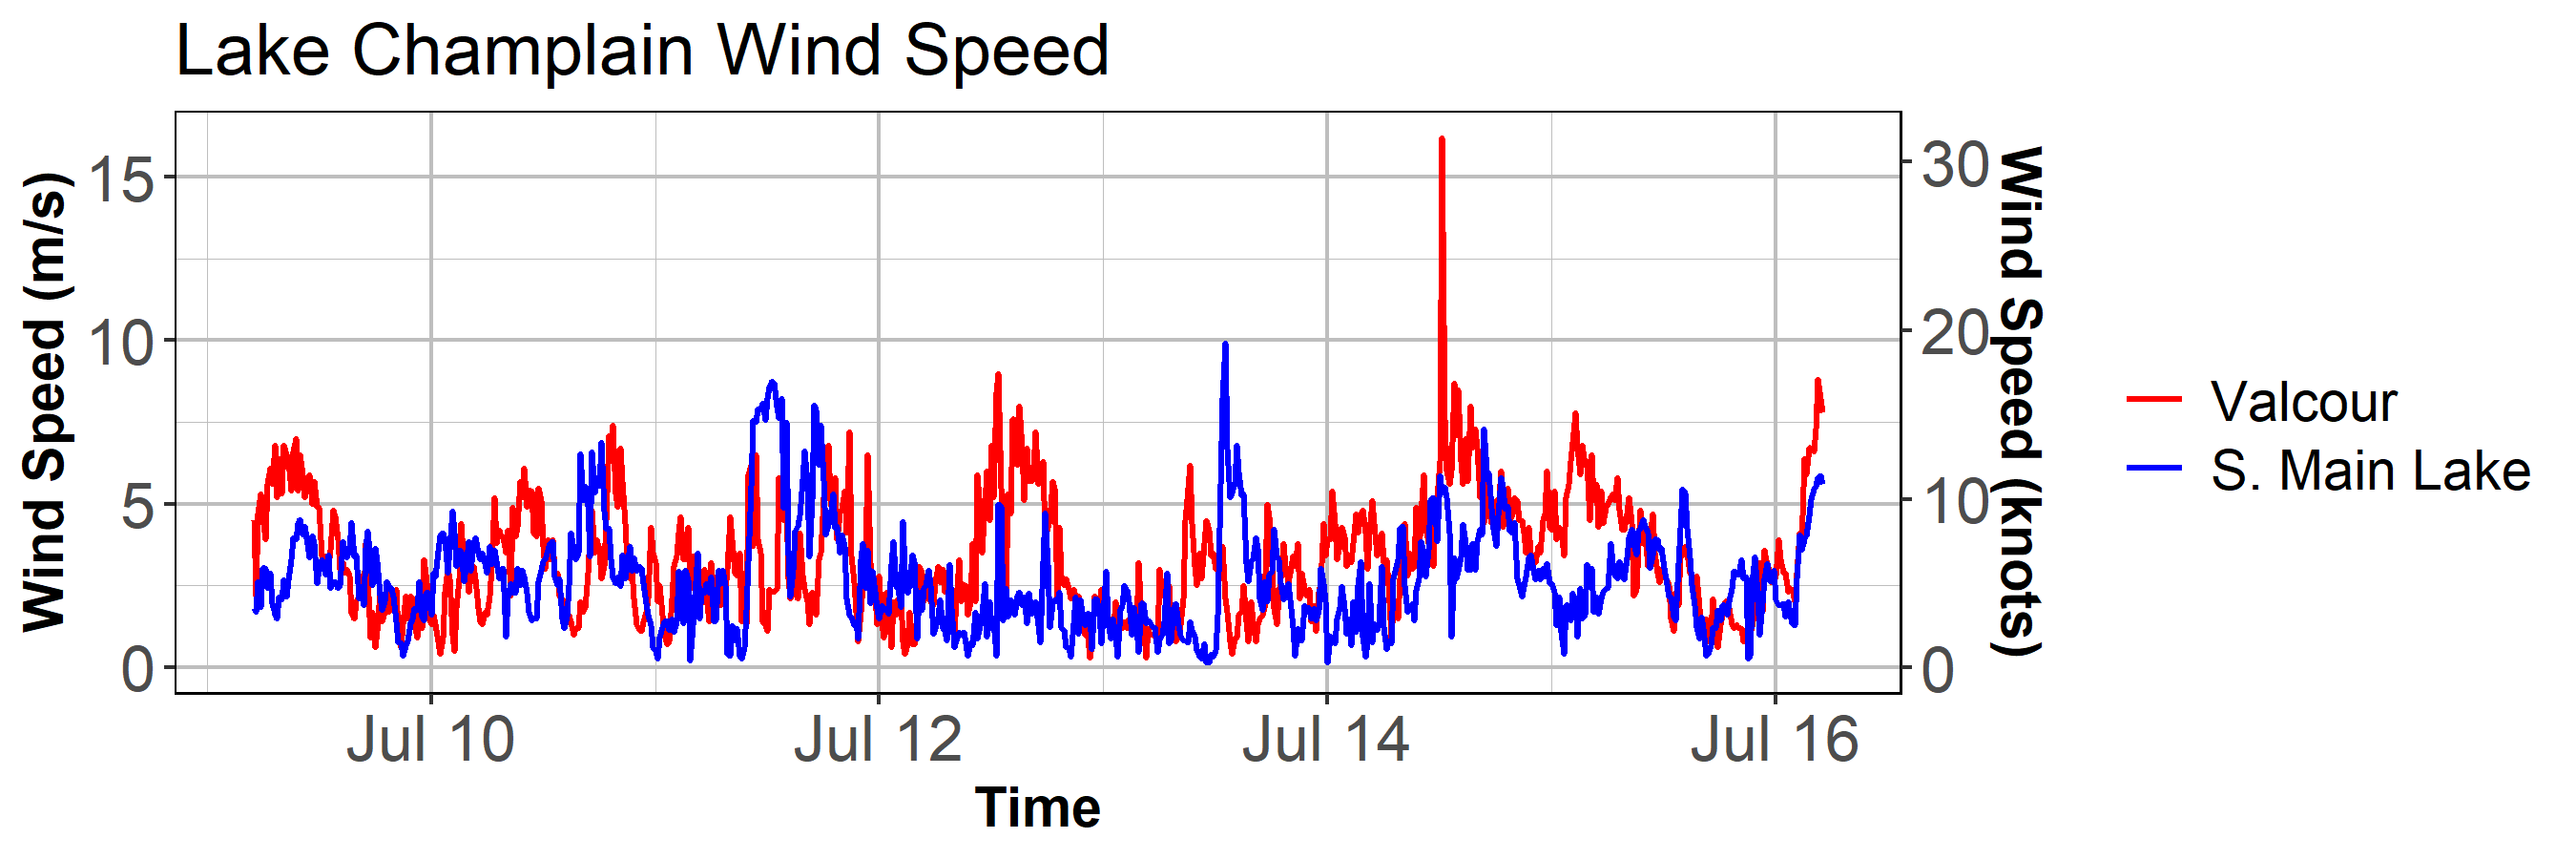 Lake Champlain Wind Speed
Wind Speed (m/s)
15
10
5
0
30
20
10
0
Wind Speed (knots)
Jul 10
Jul 12
Jul 14
Jul 16
Time
Valcour
S. Main Lake